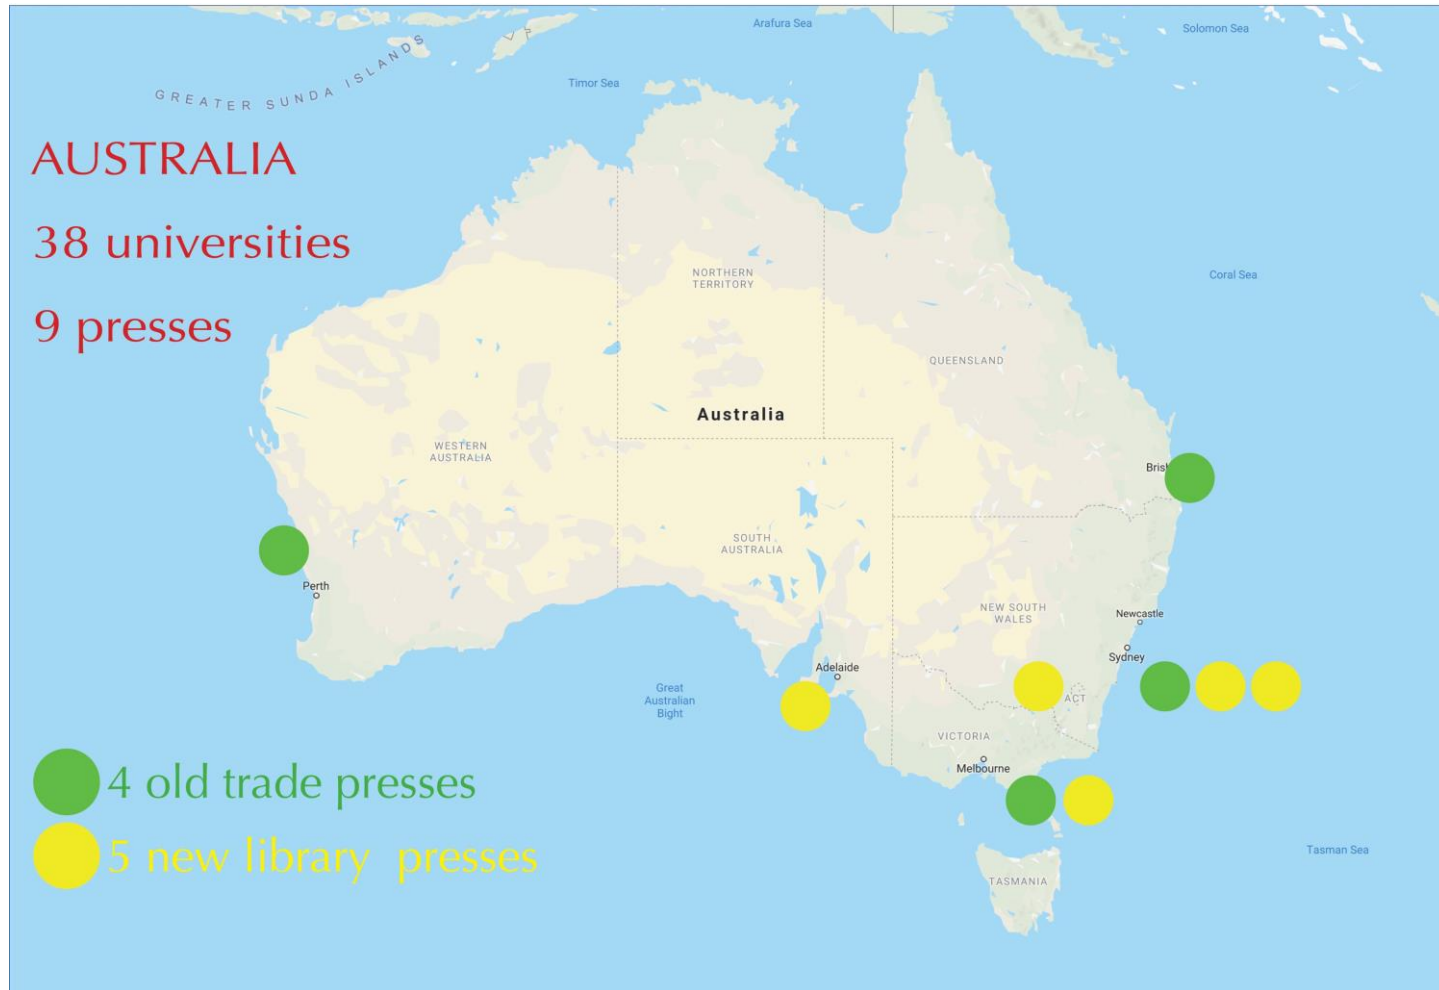 Arafura Sea
Solomon Sea
GREATER SUNDA ISLANDS
Timor Sea
AUSTRALIA
38 universities
9 presses
NORTHERN
TERRITORY
Coral Sea
QUEENSLAND
Australia
WESTERN
AUSTRALIA
Bris
SOUTH
AUSTRALIA
Perth
NEW SOUTH
WALES
Newcastle
Sydney
Adelaide
Great
Australian
Bight
ACT
VICTORIA
Melbourne
4 old trade presses
5 new library presses
Tasman Sea
TASMANIA